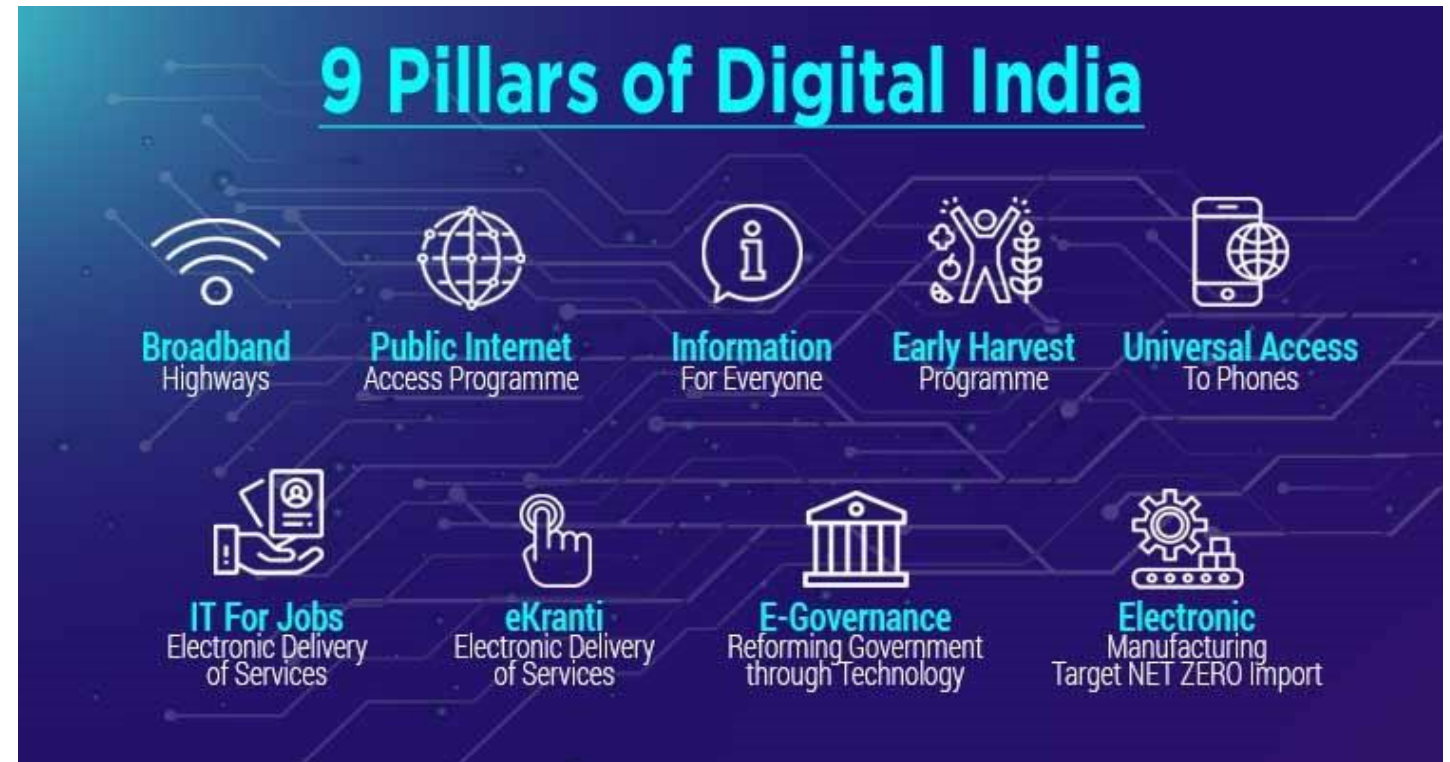 9 Pillars of Digital India
Broadband
Highways
Public Internet
Access Programme
Information
For Everyone
Early Harvest
Programme
Universal Access
To Phones
IT For Jobs
Electronic Delivery
of Services
eKranti
Electronic Delivery
of Services
E-Governance
Reforming Government
through Technology
Electronic
Manufacturing
Target NET ZERO Import